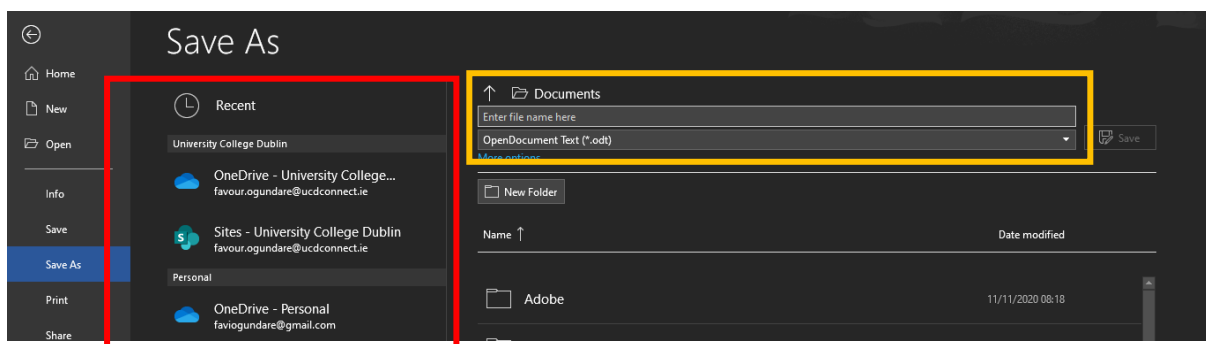 Save As
Home
New
Open
Info
Save
Save As
Print
Share
Recent
University College Dublin
OneDrive - University College...
favour.ogundare@ucdconnect.ie
Sites - University College Dublin
favour.ogundare@ucdconnect.ie
Personal
OneDrive - Personal
faviogundare@gmail.com
Documents
Enter file name here
OpenDocument Text (*.odt)
Save
More options...
New Folder
Name
Date modified
Adobe
11/11/2020 08:18